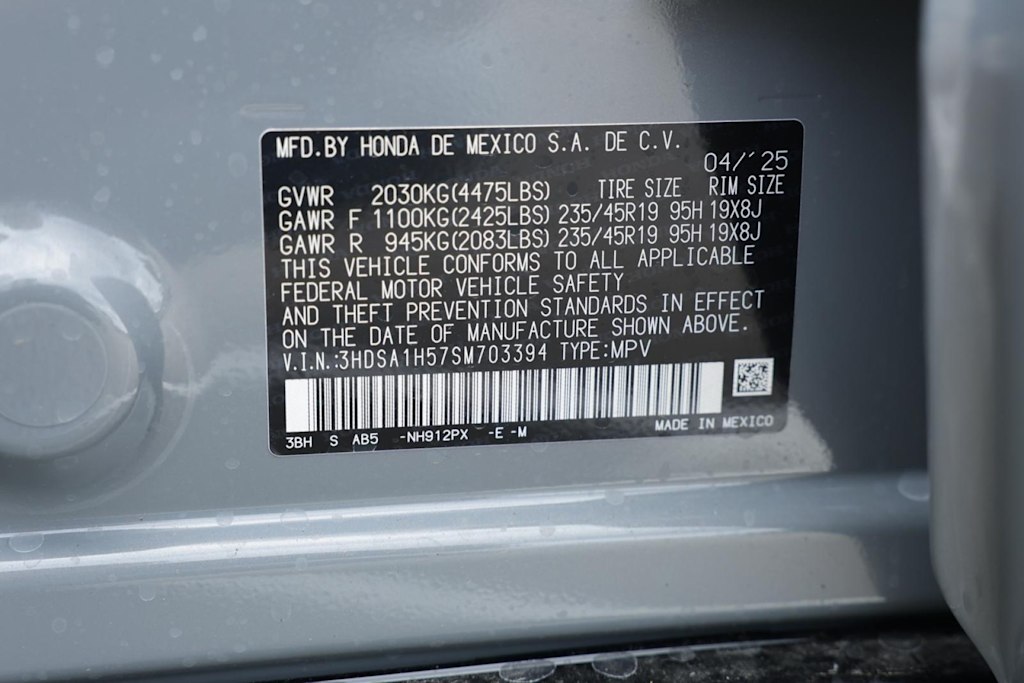 MFD.BY HONDA DE MEXICO S.A. DE C.V.
04/´25
GVWR 2030KG(4475LBS) TIRE SIZE RIM SIZE
GAWR F 1100KG(2425LBS) 235/45R19 95H 19X8J
GAWR R 945KG(2083LBS) 235/45R19 95H 19X8J
THIS VEHICLE CONFORMS TO ALL APPLICABLE
FEDERAL MOTOR VEHICLE SAFETY
AND THEFT PREVENTION STANDARDS IN EFFECT
ON THE DATE OF MANUFACTURE SHOWN ABOVE.
V.I.N.:3HDSA1H57SM703394 TYPE:MPV
3BH S AB5 -NH912PX -E -M MADE IN MEXICO